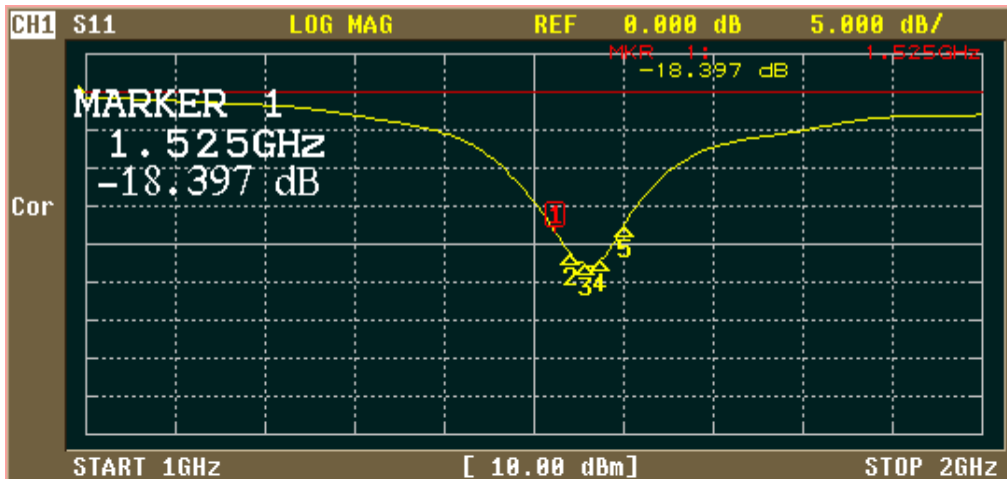 CH1 S11 LOG MAG REF 0.000 dB 5.000 dB/
MKR 1: 1.525GHz
-18.397 dB
MARKER 1
1.525GHz
-18.397 dB
Cor
1
2 3 4 5
START 1GHz [ 10.00 dBm] STOP 2GHz